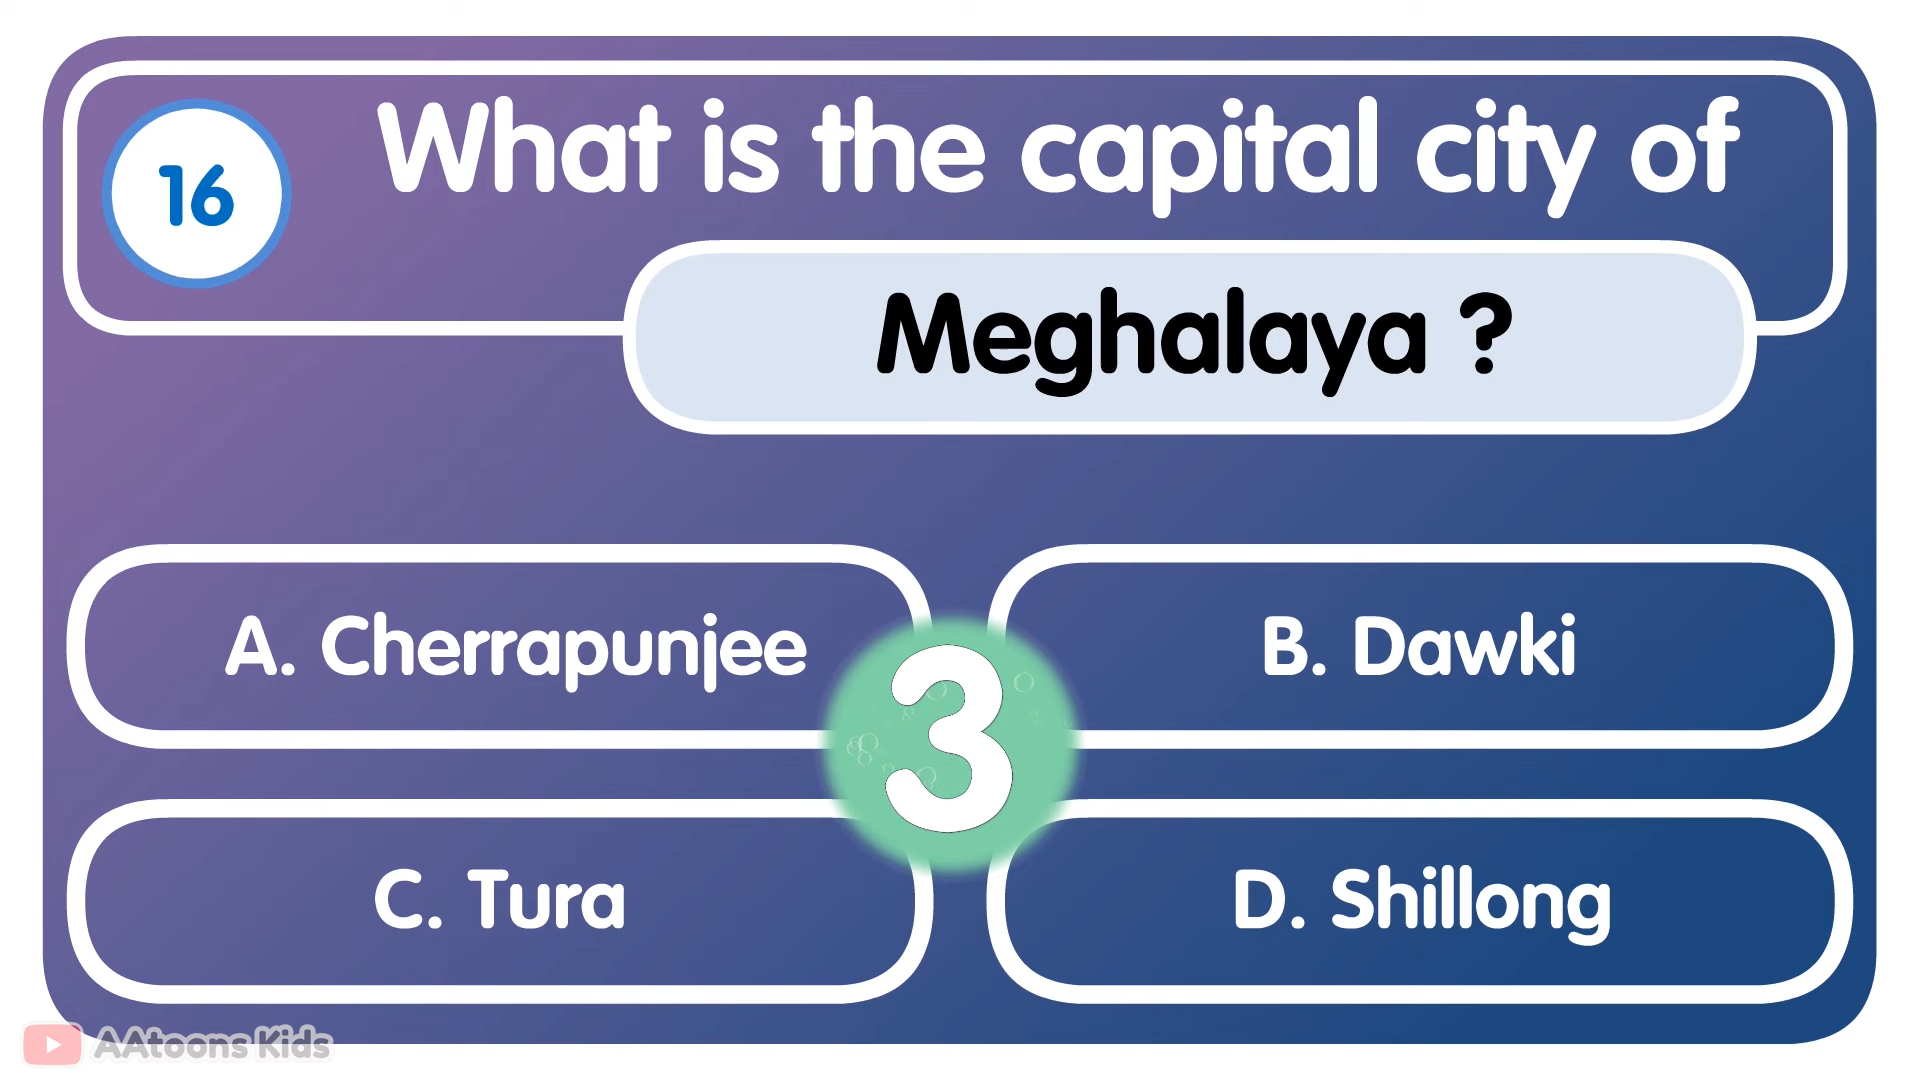 16
What is the capital city of
Meghalaya ?
A. Cherrapunjee
B. Dawki
3
C. Tura
D. Shillong
AAtoons Kids